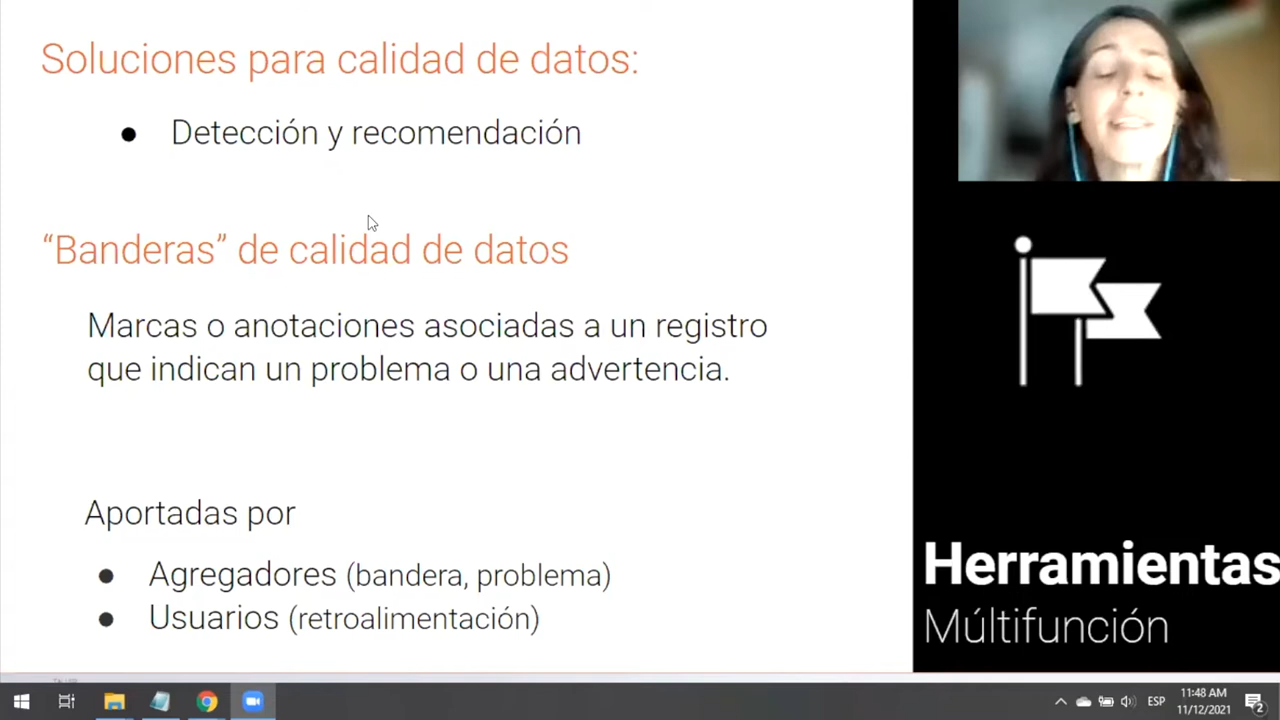 Soluciones para calidad de datos:
● Detección y recomendación
“Banderas” de calidad de datos
Marcas o anotaciones asociadas a un registro
que indican un problema o una advertencia.
Aportadas por
● Agregadores (bandera, problema)
● Usuarios (retroalimentación)
Herramientas
Múltifunción
ESP
11:48 AM
11/12/2021
2